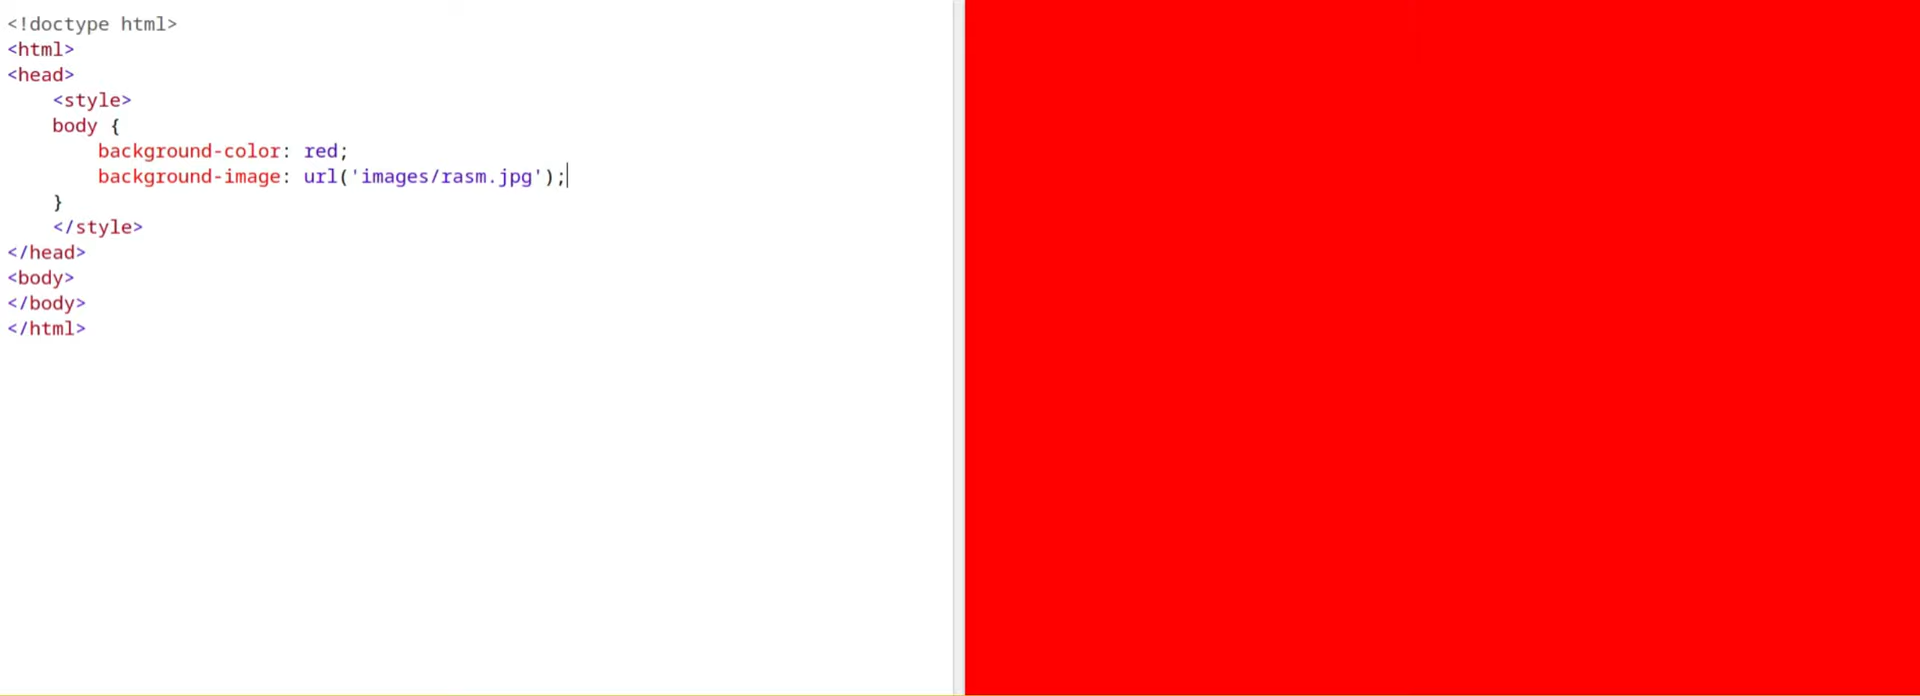 <!doctype html>
<html>
<head>
    <style>
    body {
        background-color: red;
        background-image: url('images/rasm.jpg');
    }
    </style>
</head>
<body>
</body>
</html>